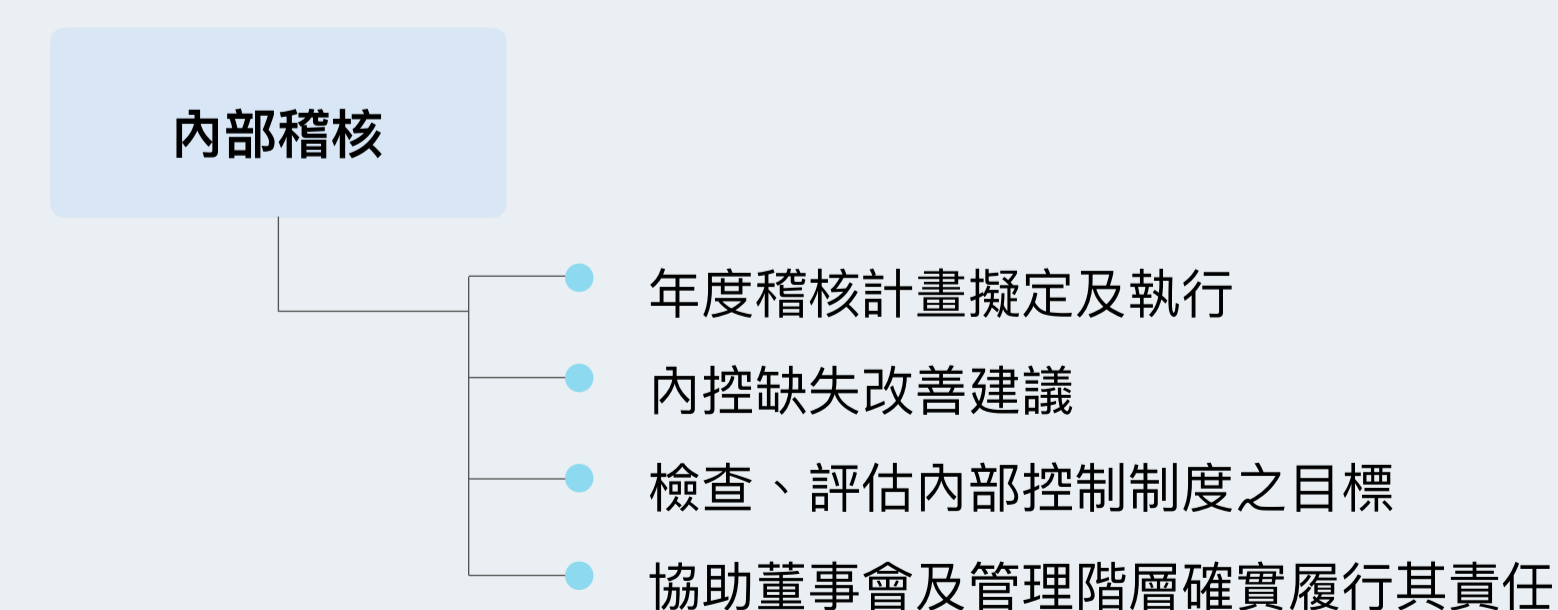 內部稽核
年度稽核計畫擬定及執行
內控缺失改善建議
檢查、評估內部控制制度之目標
協助董事會及管理階層確實履行其責任